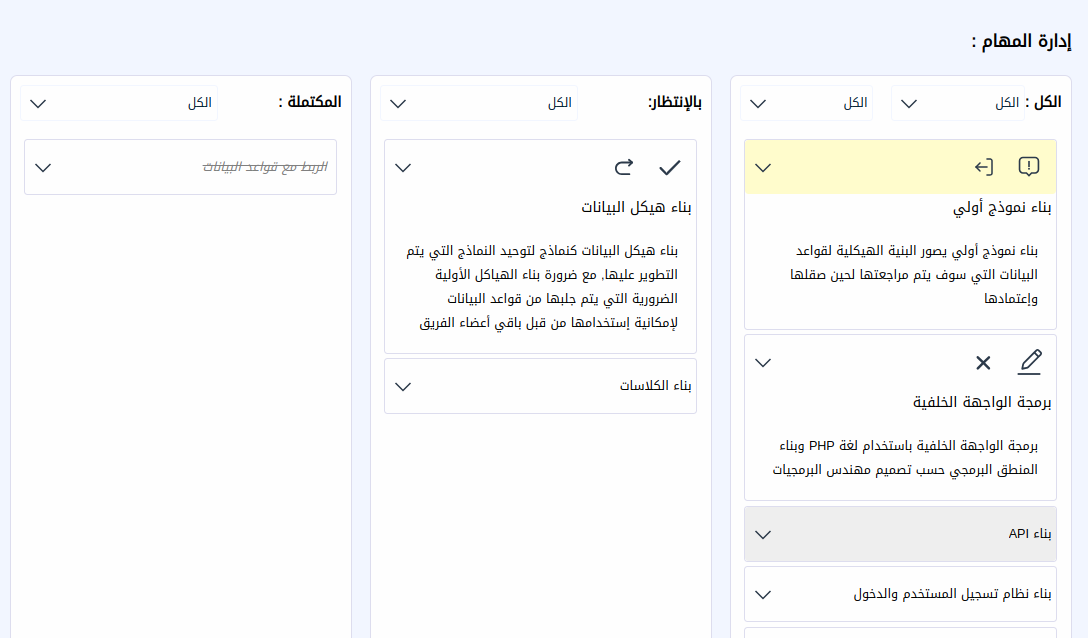 إدارة المهام :
الكل :
الكل
الكل
بناء نموذج أولي
بناء نموذج أولي يصور البنية الهيكلية لقواعد
البيانات التي سوف يتم مراجعتها لحين صقلها
وإعتمادها
برمجة الواجهة الخلفية
برمجة الواجهة الخلفية باستخدام لغة PHP وبناء
المنطق البرمجي حسب تصميم مهندس البرمجيات
بناء API
بناء نظام تسجيل المستخدم والدخول
بالإنتظار:
الكل
بناء هيكل البيانات
بناء هيكل البيانات كنماذج لتوحيد النماذج التي يتم
التطوير عليها, مع ضرورة بناء الهياكل الأولية
الضرورية التي يتم جلبها من قواعد البيانات
لإمكانية إستخدامها من قبل باقي أعضاء الفريق
بناء الكلاسات
المكتملة :
الكل
الربط مع قواعد البيانات